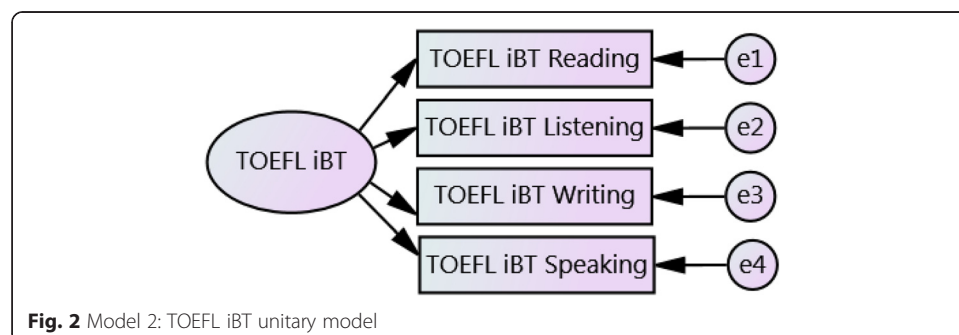 TOEFL iBT Reading
e1
TOEFL iBT Listening
e2
TOEFL iBT
TOEFL iBT Writing
e3
TOEFL iBT Speaking
e4
Fig. 2 Model 2: TOEFL iBT unitary model